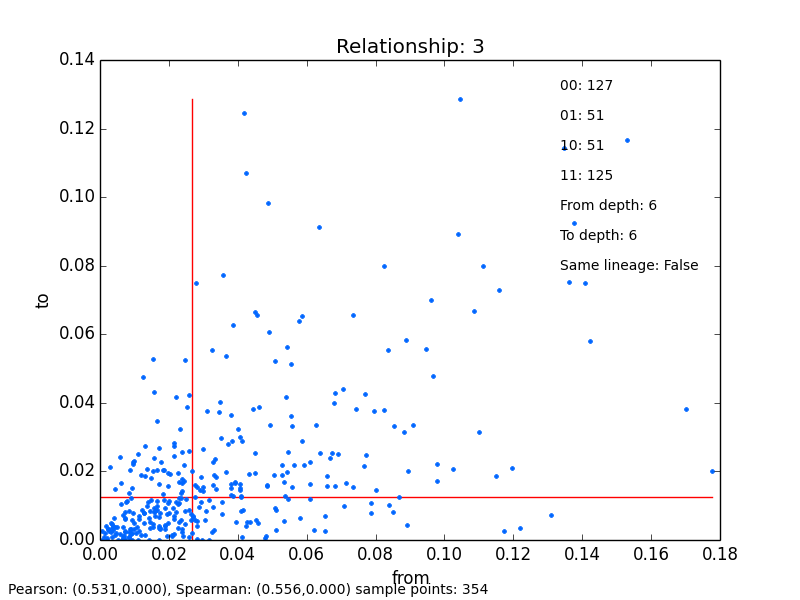 Relationship: 3
0.14
0.12
0.10
0.08
0.06
0.04
0.02
0.00
to
00: 127
01: 51
10: 51
11: 125
From depth: 6
To depth: 6
Same lineage: False
0.00 0.02 0.04 0.06 0.08 0.10 0.12 0.14 0.16 0.18
from
Pearson: (0.531,0.000), Spearman: (0.556,0.000) sample points: 354